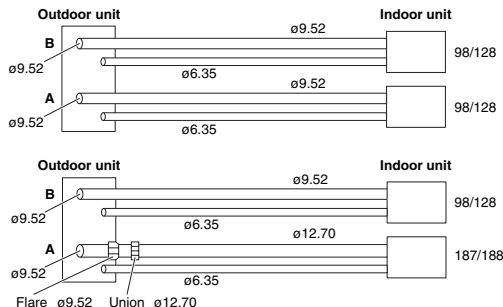 Outdoor unit Indoor unit
B ø9.52 98/128
ø9.52 ø6.35
A ø9.52 98/128
ø9.52 ø6.35
Outdoor unit Indoor unit
B ø9.52 98/128
ø9.52 ø6.35
A ø12.70 187/188
ø9.52 ø6.35
Flare ø9.52 Union ø12.70